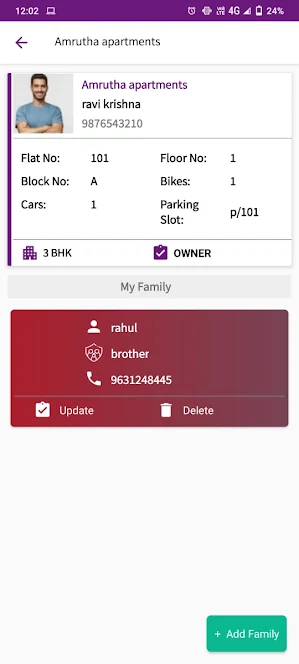 12:02 4G 24%
Amrutha apartments
Amrutha apartments
ravi krishna
9876543210
Flat No: 101 Floor No: 1
Block No: A Bikes: 1
Cars: 1 Parking Slot: p/101
3 BHK OWNER
My Family
rahul
brother
9631248445
Update Delete
+ Add Family